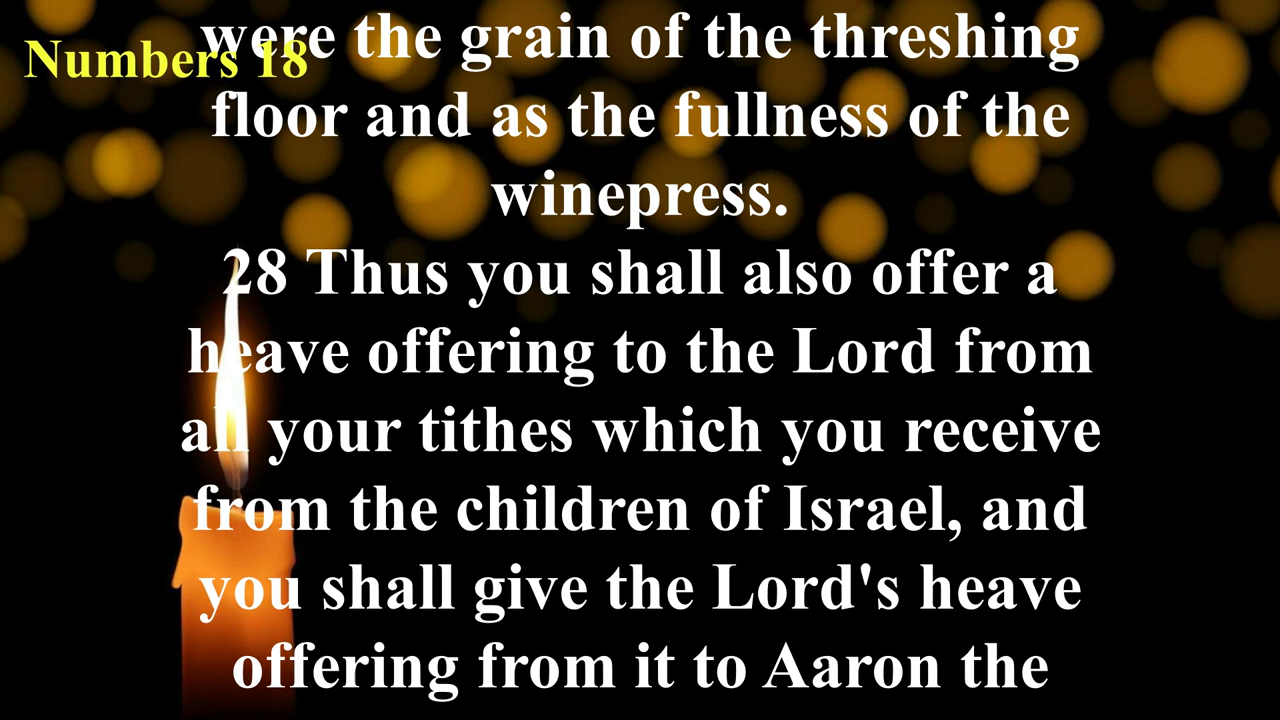 Numbers 18
were the grain of the threshing
floor and as the fullness of the
winepress.
28 Thus you shall also offer a
heave offering to the Lord from
all your tithes which you receive
from the children of Israel, and
you shall give the Lord's heave
offering from it to Aaron the